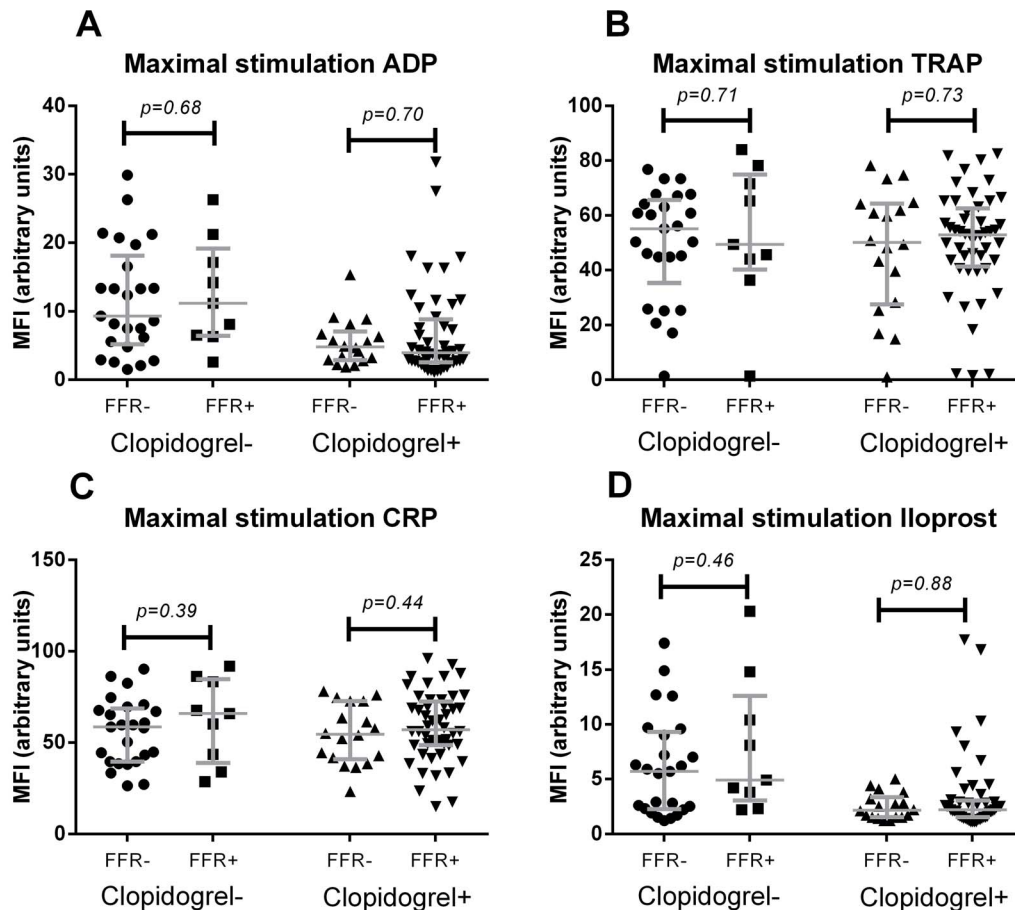 A
Maximal stimulation ADP
MFI (arbitrary units)
40
30
20
10
0
p=0.68
p=0.70
FFR- FFR+ FFR- FFR+
Clopidogrel- Clopidogrel+
B
Maximal stimulation TRAP
MFI (arbitrary units)
100
80
60
40
20
0
p=0.71
p=0.73
FFR- FFR+ FFR- FFR+
Clopidogrel- Clopidogrel+
C
Maximal stimulation CRP
MFI (arbitrary units)
150
100
50
0
p=0.39
p=0.44
FFR- FFR+ FFR- FFR+
Clopidogrel- Clopidogrel+
D
Maximal stimulation Iloprost
MFI (arbitrary units)
25
20
15
10
5
0
p=0.46
p=0.88
FFR- FFR+ FFR- FFR+
Clopidogrel- Clopidogrel+